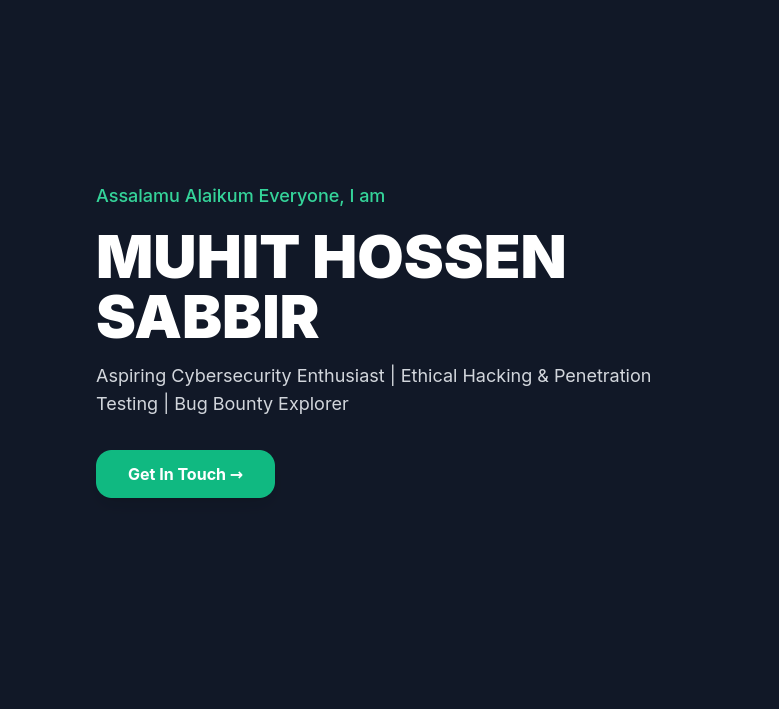 Assalamu Alaikum Everyone, I am
MUHIT HOSSEN
SABBIR
Aspiring Cybersecurity Enthusiast | Ethical Hacking & Penetration
Testing | Bug Bounty Explorer
Get In Touch →